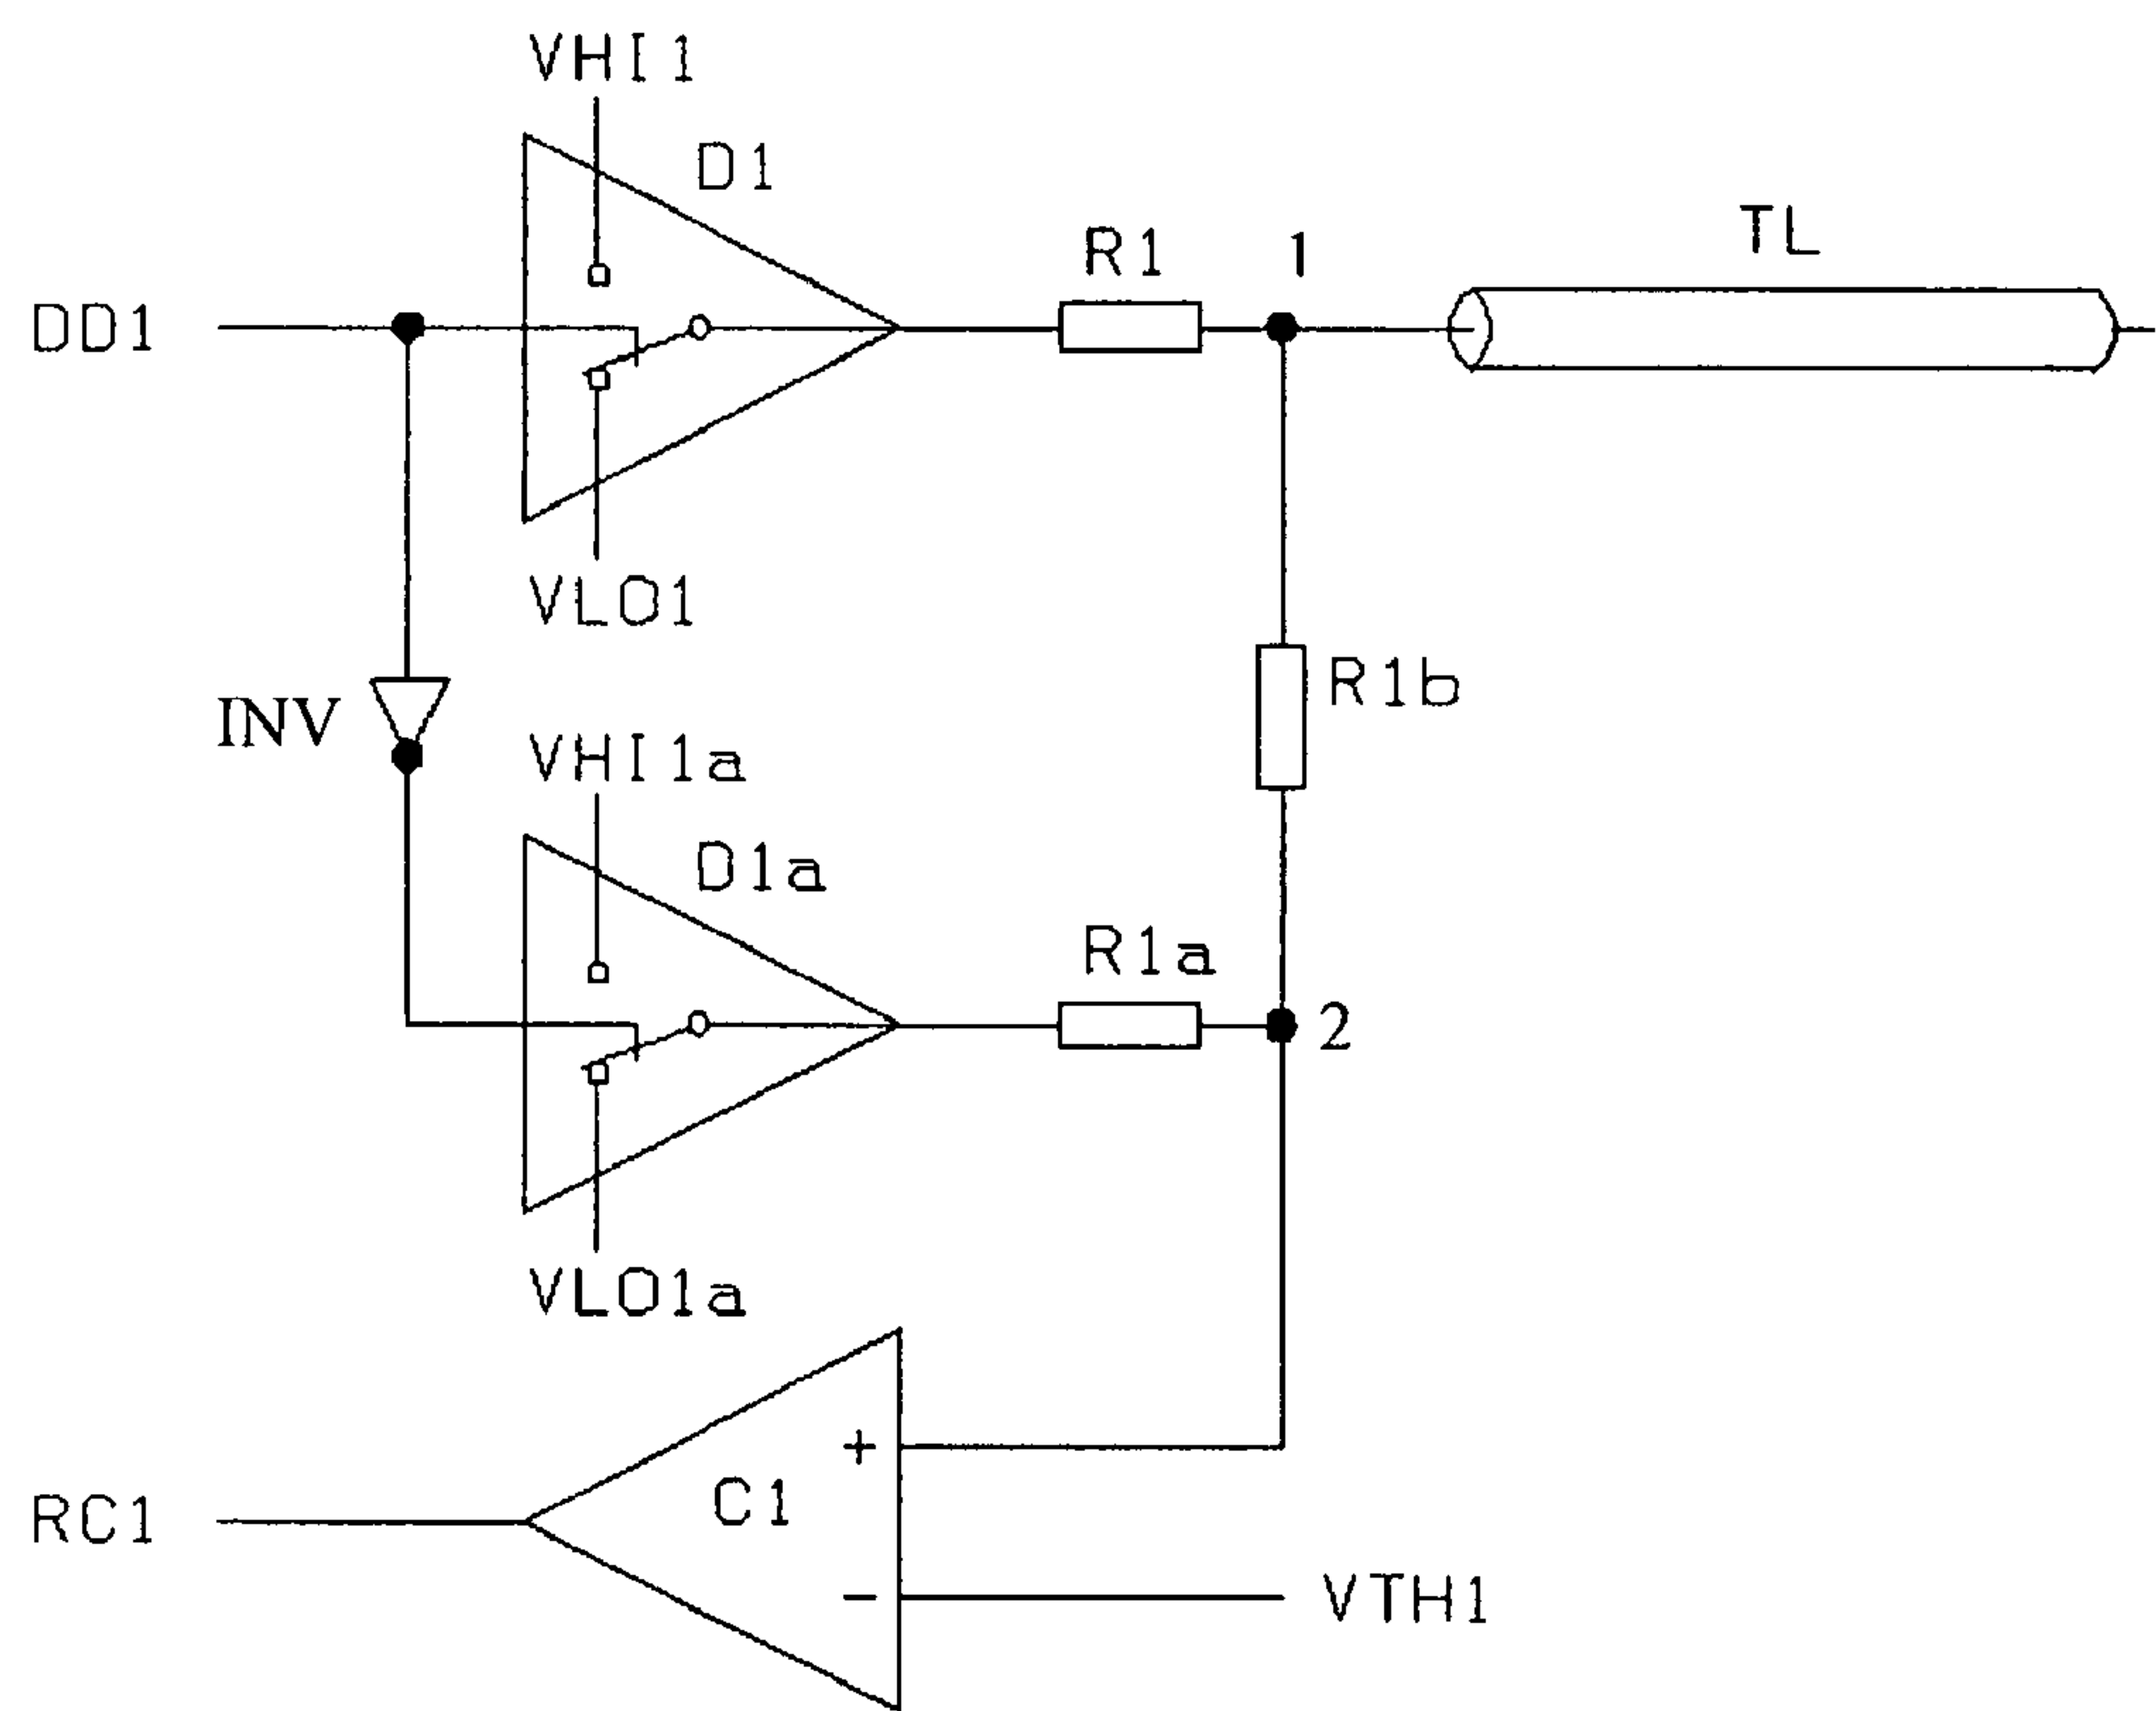 VHI1
D1
TL
R1
1
DD1
VLO1
R1b
INV
VHI1a
D1a
R1a
2
VLO1a
+
C1
RC1
−
VTH1